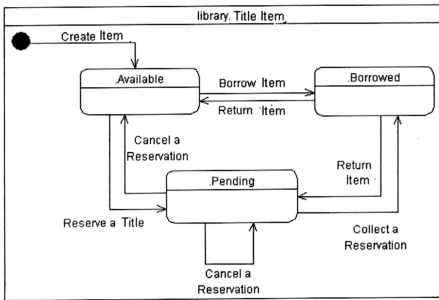 library. Title Item
Create Item
.Available
Borrow Item
.Borrowed
Return Item
Cancel a
Reservation
Return
Item
.Pending
Reserve a Title
Collect a
Reservation
Cancel a
Reservation